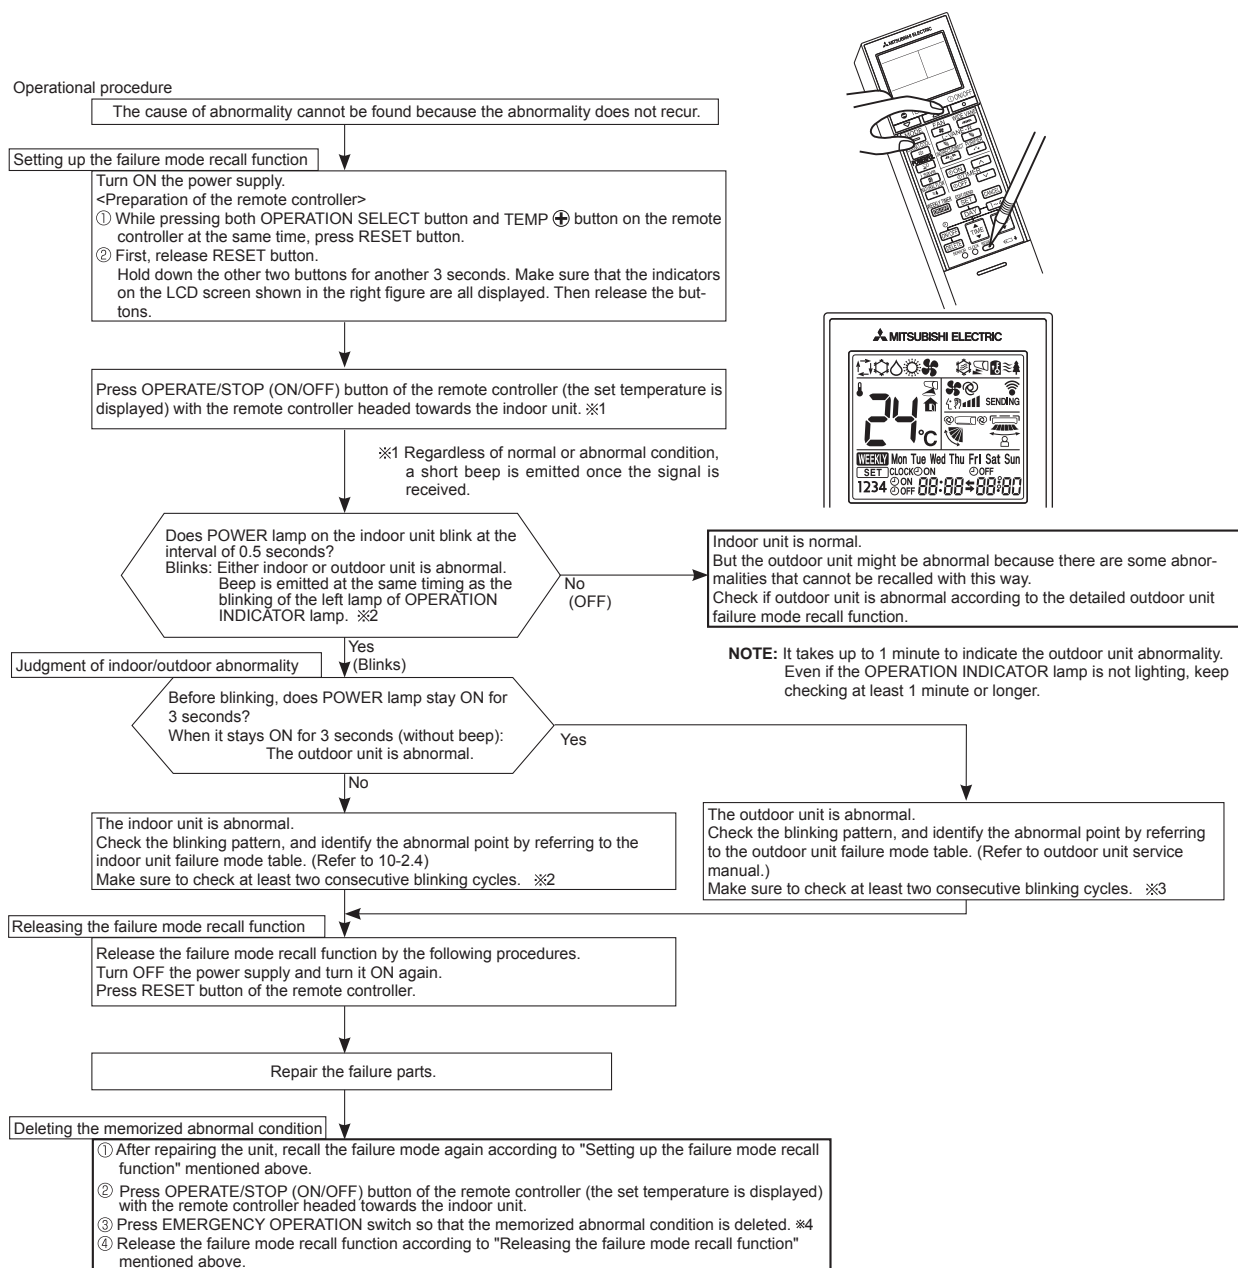 Operational procedure
The cause of abnormality cannot be found because the abnormality does not recur.
Setting up the failure mode recall function
Turn ON the power supply.
<Preparation of the remote controller>
① While pressing both OPERATION SELECT button and TEMP ⊕ button on the remote
controller at the same time, press RESET button.
② First, release RESET button.
Hold down the other two buttons for another 3 seconds. Make sure that the indicators
on the LCD screen shown in the right figure are all displayed. Then release the but-
tons.
MITSUBISHI ELECTRIC
ON/OFF
FAN
TIME
MITSUBISHI ELECTRIC
SENDING
24°C
WEEKLY Mon Tue Wed Thu Fri Sat Sun
SET CLOCK ON OFF
1234 ON OFF 88:88 88:80
Press OPERATE/STOP (ON/OFF) button of the remote controller (the set temperature is
displayed) with the remote controller headed towards the indoor unit. ※1
※1 Regardless of normal or abnormal condition,
a short beep is emitted once the signal is
received.
Does POWER lamp on the indoor unit blink at the
interval of 0.5 seconds?
Blinks: Either indoor or outdoor unit is abnormal.
Beep is emitted at the same timing as the
blinking of the left lamp of OPERATION
INDICATOR lamp. ※2
No
(OFF)
Indoor unit is normal.
But the outdoor unit might be abnormal because there are some abnor-
malities that cannot be recalled with this way.
Check if outdoor unit is abnormal according to the detailed outdoor unit
failure mode recall function.
NOTE: It takes up to 1 minute to indicate the outdoor unit abnormality.
Even if the OPERATION INDICATOR lamp is not lighting, keep
checking at least 1 minute or longer.
Yes
(Blinks)
Judgment of indoor/outdoor abnormality
Before blinking, does POWER lamp stay ON for
3 seconds?
When it stays ON for 3 seconds (without beep):
The outdoor unit is abnormal.
Yes
No
The indoor unit is abnormal.
Check the blinking pattern, and identify the abnormal point by referring to the
indoor unit failure mode table. (Refer to 10-2.4)
Make sure to check at least two consecutive blinking cycles. ※2
The outdoor unit is abnormal.
Check the blinking pattern, and identify the abnormal point by referring
to the outdoor unit failure mode table. (Refer to outdoor unit service
manual.)
Make sure to check at least two consecutive blinking cycles. ※3
Releasing the failure mode recall function
Release the failure mode recall function by the following procedures.
Turn OFF the power supply and turn it ON again.
Press RESET button of the remote controller.
Repair the failure parts.
Deleting the memorized abnormal condition
① After repairing the unit, recall the failure mode again according to "Setting up the failure mode recall
function" mentioned above.
② Press OPERATE/STOP (ON/OFF) button of the remote controller (the set temperature is displayed)
with the remote controller headed towards the indoor unit.
③ Press EMERGENCY OPERATION switch so that the memorized abnormal condition is deleted. ※4
④ Release the failure mode recall function according to "Releasing the failure mode recall function"
mentioned above.